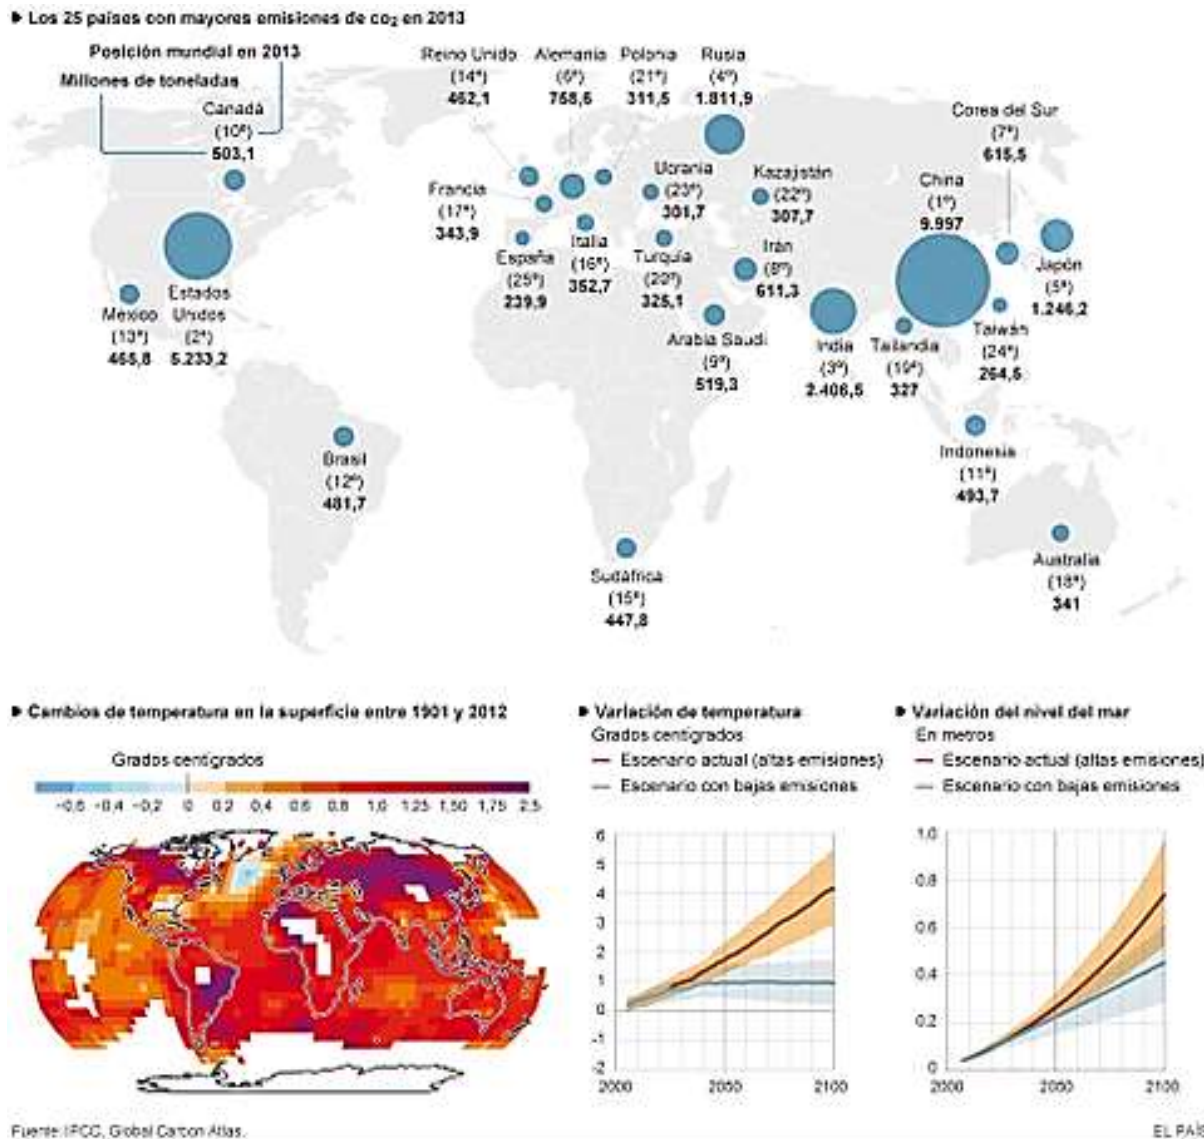 Los 25 países con mayores emisiones de co₂ en 2013
Posición mundial en 2013
Millones de toneladas
Canadá
(10º)
503,1
Estados
Unidos
(2º)
5.233,2
México
(13º)
465,8
Brasil
(12º)
481,7
Reino Unido
(14º)
462,1
Alemania
(6º)
758,6
Polonia
(21º)
311,5
Rusia
(4º)
1.811,9
Francia
(17º)
343,9
España
(25º)
239,9
Italia
(16º)
352,7
Ucrania
(23º)
301,7
Turquía
(20º)
325,1
Kazajistán
(22º)
307,7
Irán
(8º)
611,3
Arabia Saudí
(9º)
519,3
India
(3º)
2.406,5
China
(1º)
9.997
Corea del Sur
(7º)
615,5
Japón
(5º)
1.246,2
Taiwán
(24º)
264,5
Tailandia
(19º)
327
Indonesia
(11º)
493,7
Sudáfrica
(15º)
447,8
Australia
(18º)
341
Cambios de temperatura en la superficie entre 1901 y 2012
Grados centígrados
-0,6 -0,4 -0,2 0 0,2 0,4 0,6 0,8 1,0 1,25 1,50 1,75 2,5
Variación de temperatura
Grados centígrados
Escenario actual (altas emisiones)
Escenario con bajas emisiones
6
5
4
3
2
1
0
-1
-2
2000 2050 2100
Variación del nivel del mar
En metros
Escenario actual (altas emisiones)
Escenario con bajas emisiones
1,0
0,8
0,6
0,4
0,2
0
2000 2050 2100
Fuente: IPCC, Global Carbon Atlas.
EL PAÍS